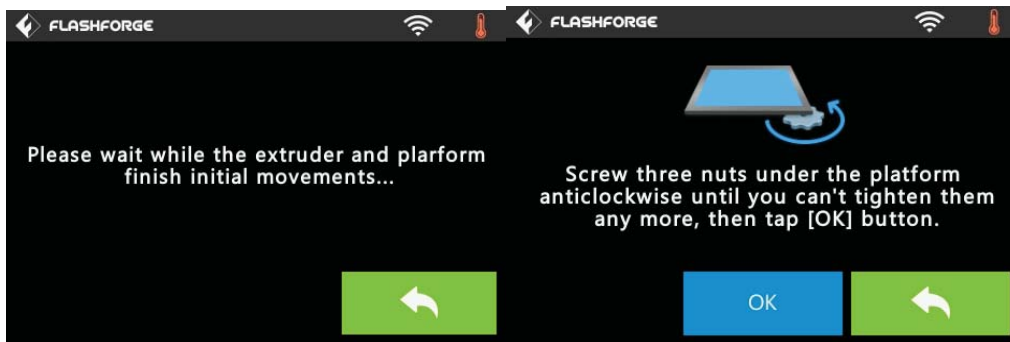 FLASHFORGE
Please wait while the extruder and plarform
finish initial movements...
FLASHFORGE
Screw three nuts under the platform
anticlockwise until you can't tighten them
any more, then tap [OK] button.
OK